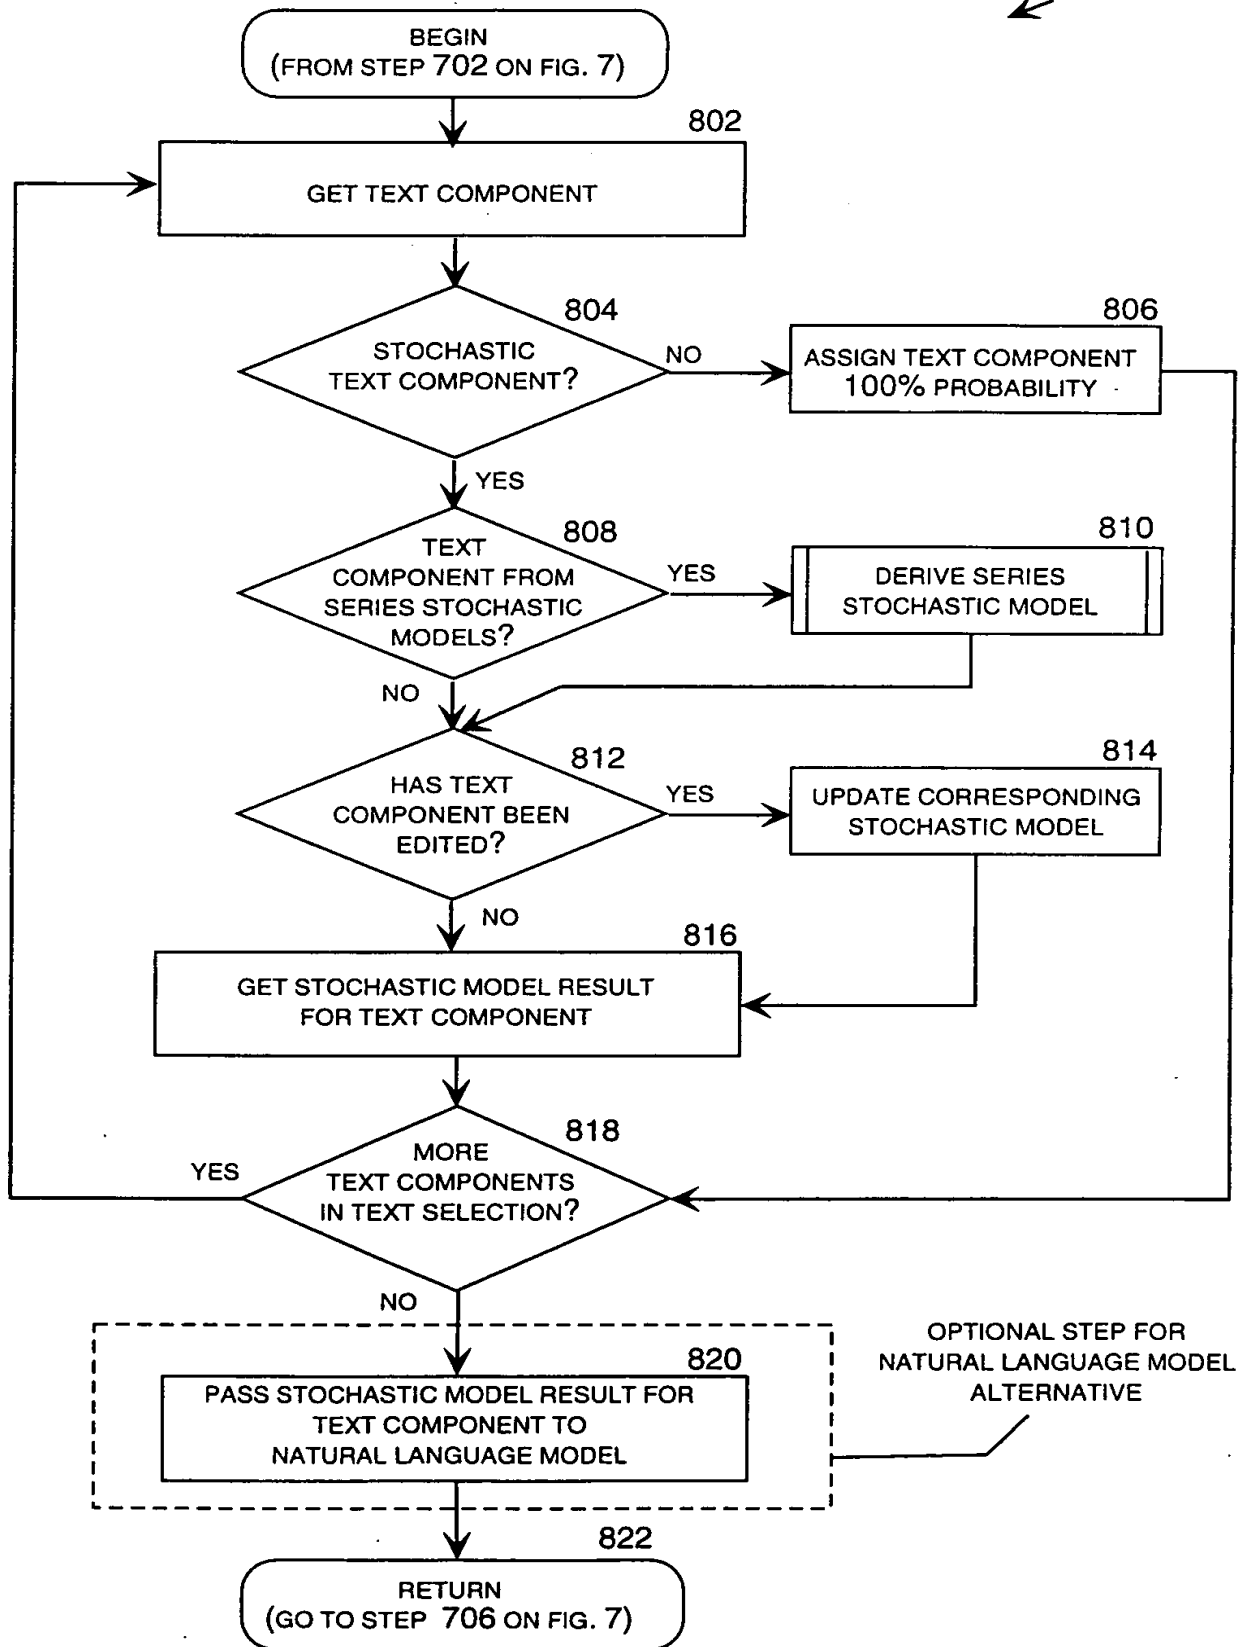 BEGIN
(FROM STEP 702 ON FIG. 7)
802
GET TEXT COMPONENT
804
STOCHASTIC
TEXT COMPONENT?
NO
806
ASSIGN TEXT COMPONENT
100% PROBABILITY
YES
808
TEXT
COMPONENT FROM
SERIES STOCHASTIC
MODELS?
YES
810
DERIVE SERIES
STOCHASTIC MODEL
NO
812
HAS TEXT
COMPONENT BEEN
EDITED?
YES
814
UPDATE CORRESPONDING
STOCHASTIC MODEL
NO
816
GET STOCHASTIC MODEL RESULT
FOR TEXT COMPONENT
818
MORE
TEXT COMPONENTS
IN TEXT SELECTION?
YES
NO
820
PASS STOCHASTIC MODEL RESULT FOR
TEXT COMPONENT TO
NATURAL LANGUAGE MODEL
OPTIONAL STEP FOR
NATURAL LANGUAGE MODEL
ALTERNATIVE
822
RETURN
(GO TO STEP 706 ON FIG. 7)